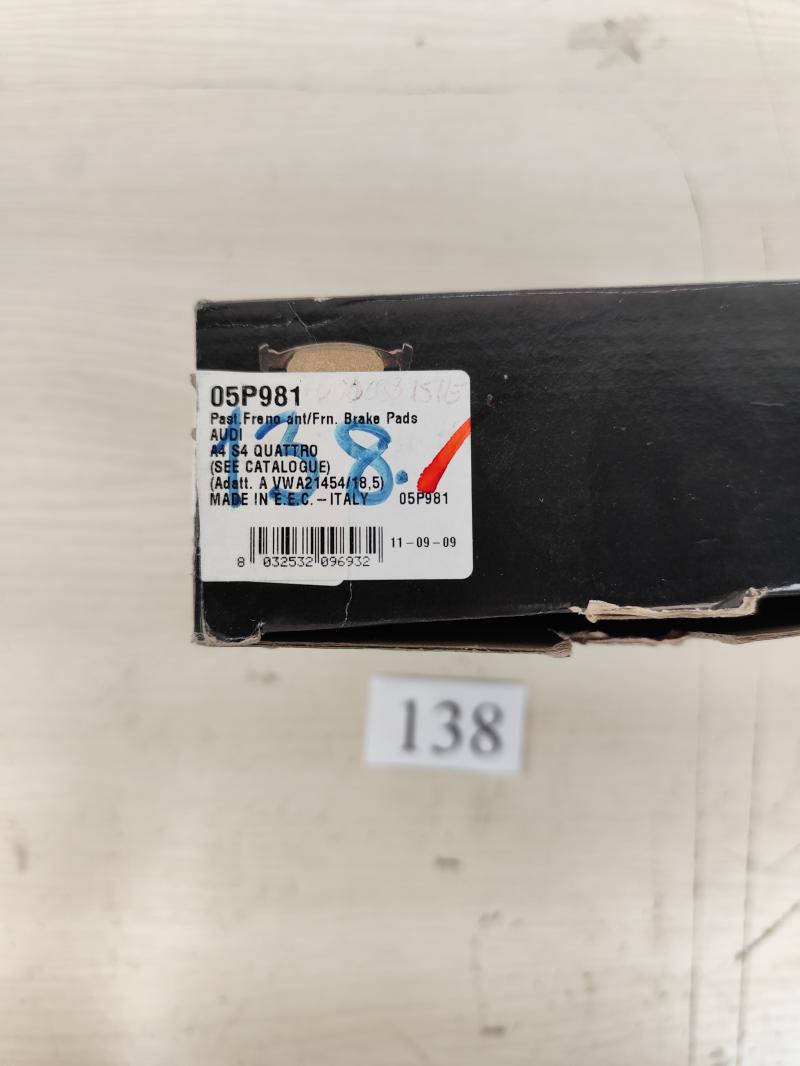 05P981
Past.Freno ant/Frn. Brake Pads
AUDI
A4 S4 QUATTRO
(SEE CATALOGUE)
(Adatt. A VWA21454/18,5)
MADE IN E.E.C. – ITALY 05P981
138.
11-09-09
8 032532 096932
138